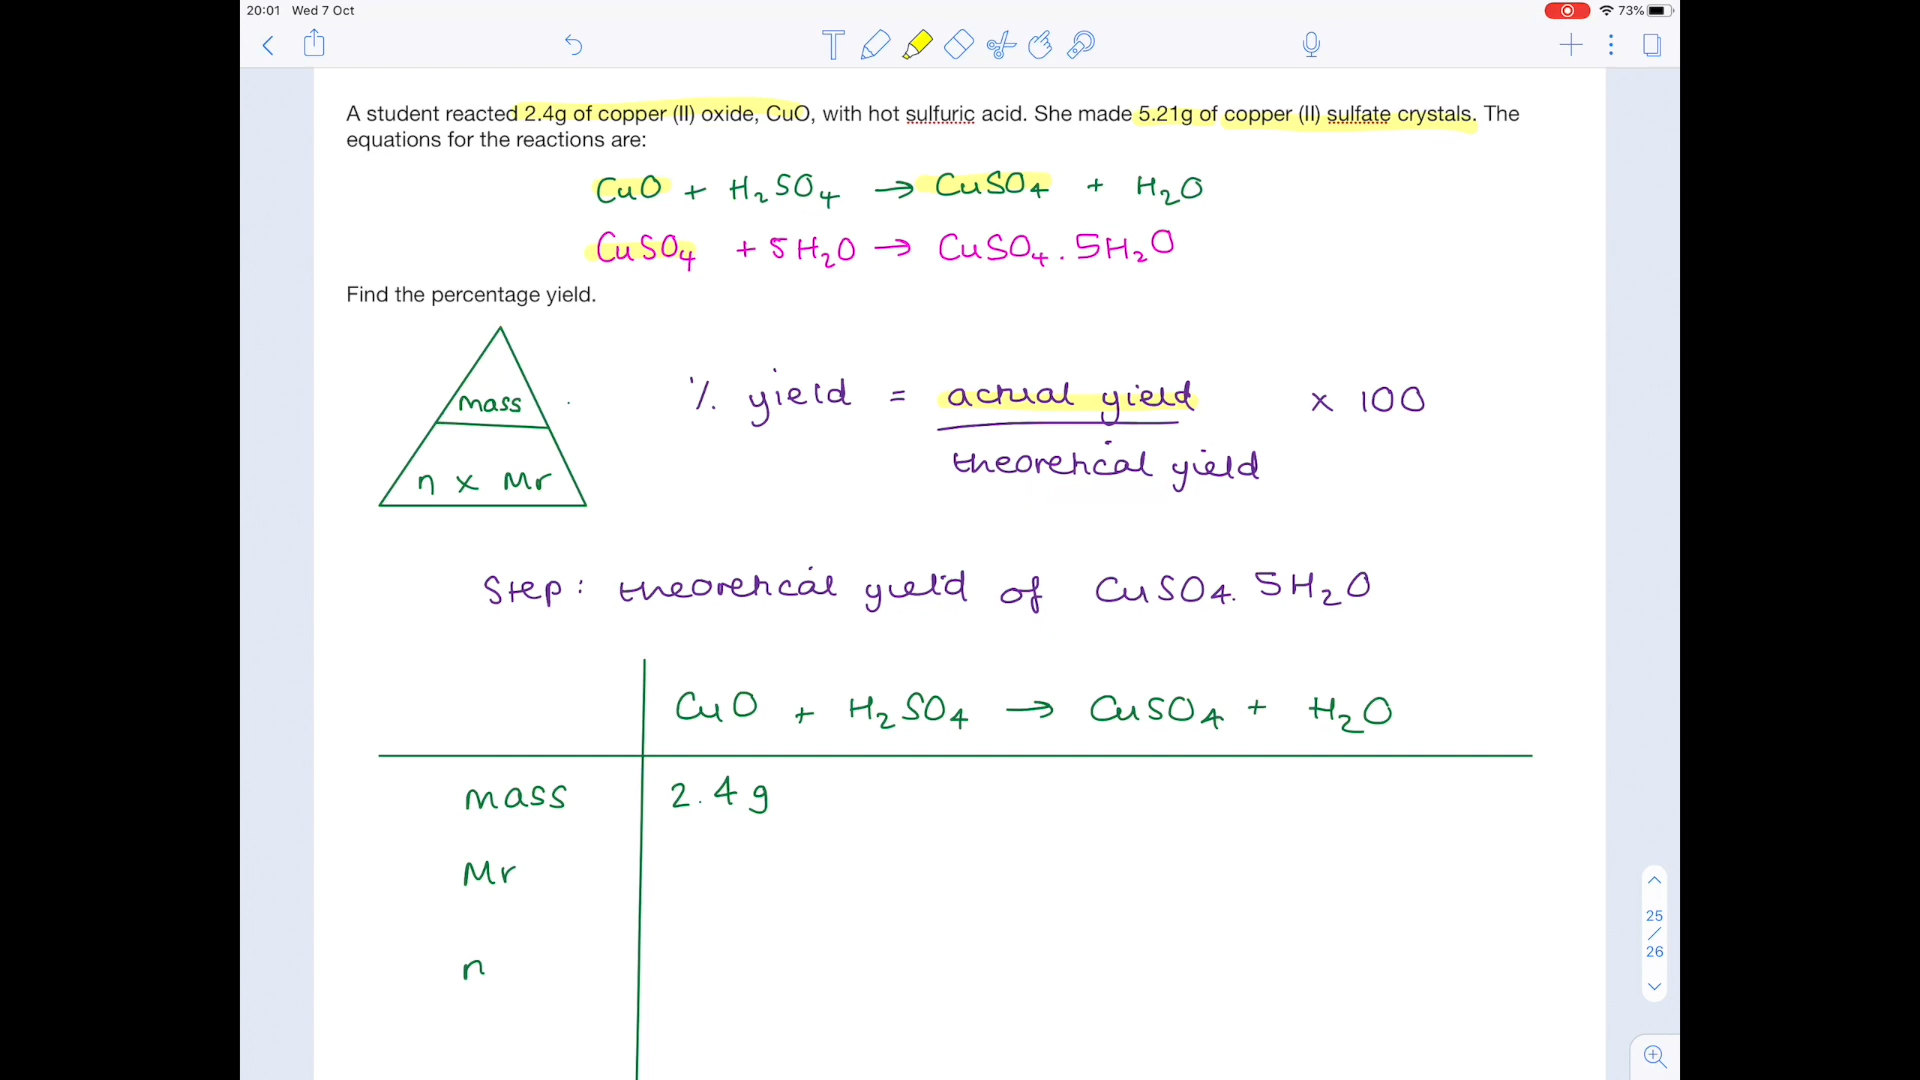 20:01 Wed 7 Oct 73%
A student reacted 2.4g of copper (II) oxide, CuO, with hot sulfuric acid. She made 5.21g of copper (II) sulfate crystals. The
equations for the reactions are:
CuO + H₂SO₄ → CuSO₄ + H₂O
CuSO₄ + 5H₂O → CuSO₄ . 5H₂O
Find the percentage yield.
mass
n x Mr
% yield = actual yield x 100
theoretical yield
Step: theoretical yield of CuSO₄. 5H₂O
CuO + H₂SO₄ → CuSO₄ + H₂O
mass 2.4g
Mr
n
25
/
26